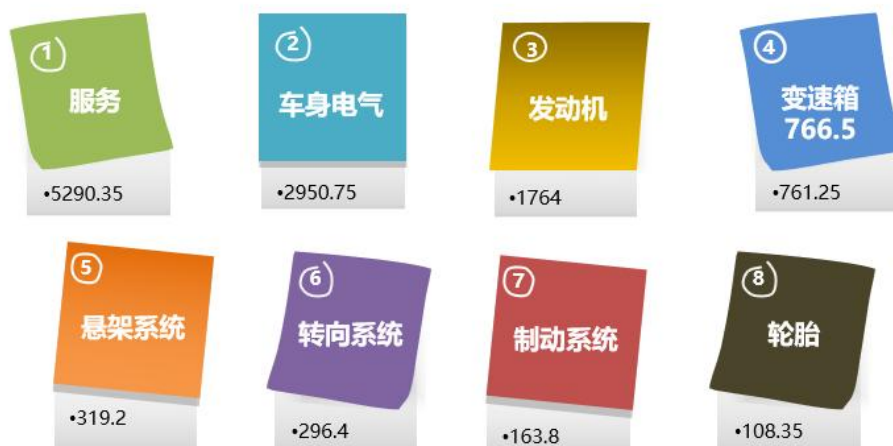 1
服务
•5290.35
2
车身电气
•2950.75
3
发动机
•1764
4
变速箱
766.5
•761.25
5
悬架系统
•319.2
6
转向系统
•296.4
7
制动系统
•163.8
8
轮胎
•108.35